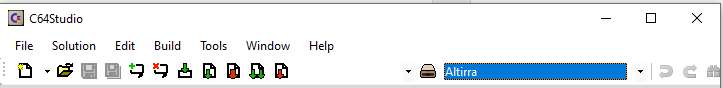 C64Studio
File Solution Edit Build Tools Window Help
Altirra